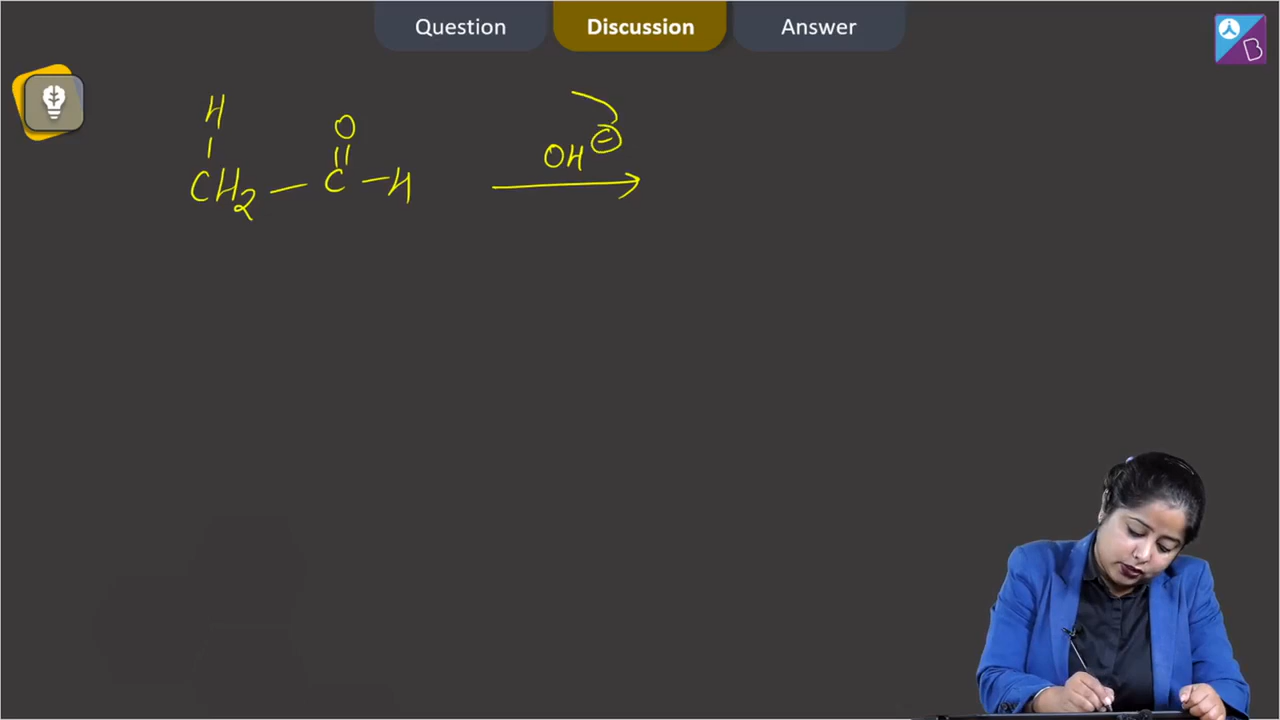 Question Discussion Answer
H
O
OH⊖
CH2 — C — H
B